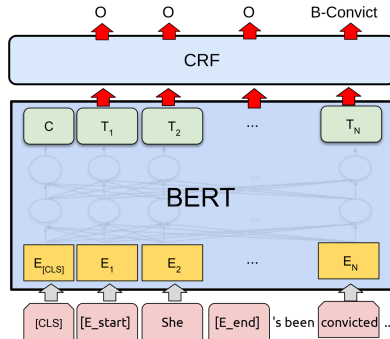 O O O B-Convict
CRF
C T1 T2 ... TN
BERT
E[CLS] E1 E2 ... EN
[CLS] [E_start] She [E_end] 's been convicted ...